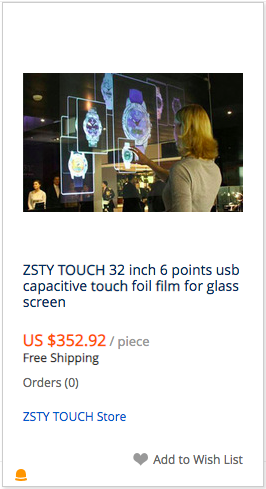 ZSTY TOUCH 32 inch 6 points usb
capacitive touch foil film for glass
screen
US $352.92 / piece
Free Shipping
Orders (0)
ZSTY TOUCH Store
Add to Wish List